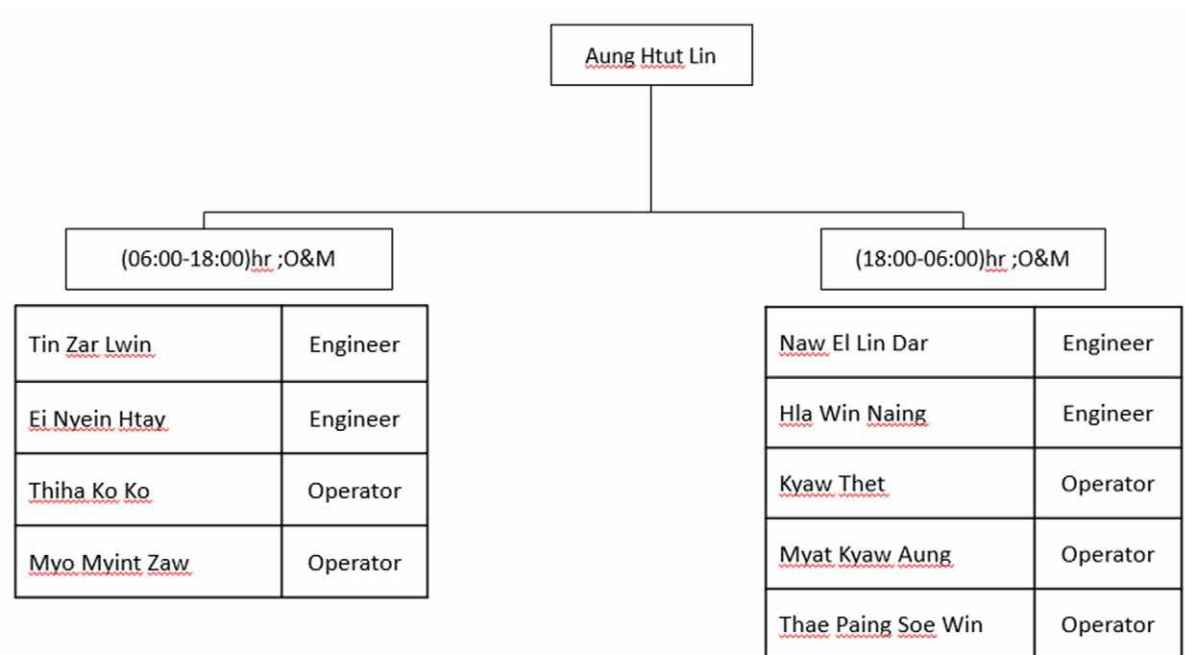 Aung Htut Lin
(06:00-18:00)hr ;O&M
Tin Zar Lwin Engineer
Ei Nyein Htay Engineer
Thiha Ko Ko Operator
Myo Myint Zaw Operator
(18:00-06:00)hr ;O&M
Naw El Lin Dar Engineer
Hla Win Naing Engineer
Kyaw Thet Operator
Myat Kyaw Aung Operator
Thae Paing Soe Win Operator